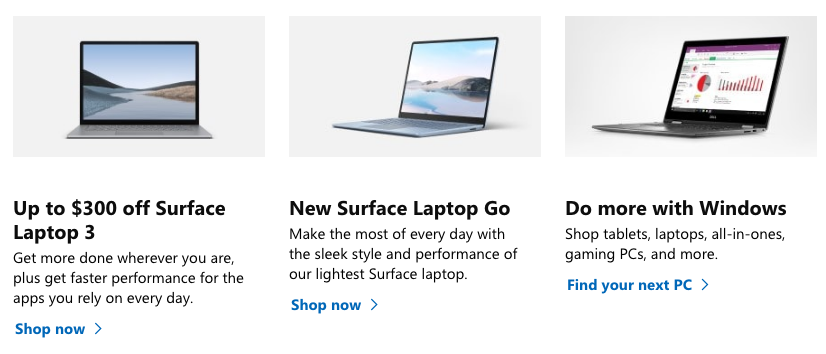 Up to $300 off Surface
Laptop 3
Get more done wherever you are,
plus get faster performance for the
apps you rely on every day.
Shop now
New Surface Laptop Go
Make the most of every day with
the sleek style and performance of
our lightest Surface laptop.
Shop now
Do more with Windows
Shop tablets, laptops, all-in-ones,
gaming PCs, and more.
Find your next PC